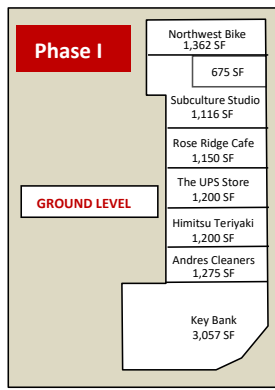 Phase I
Northwest Bike
1,362 SF
675 SF
Subculture Studio
1,116 SF
Rose Ridge Cafe
1,150 SF
The UPS Store
1,200 SF
GROUND LEVEL
Himitsu Teriyaki
1,200 SF
Andres Cleaners
1,275 SF
Key Bank
3,057 SF